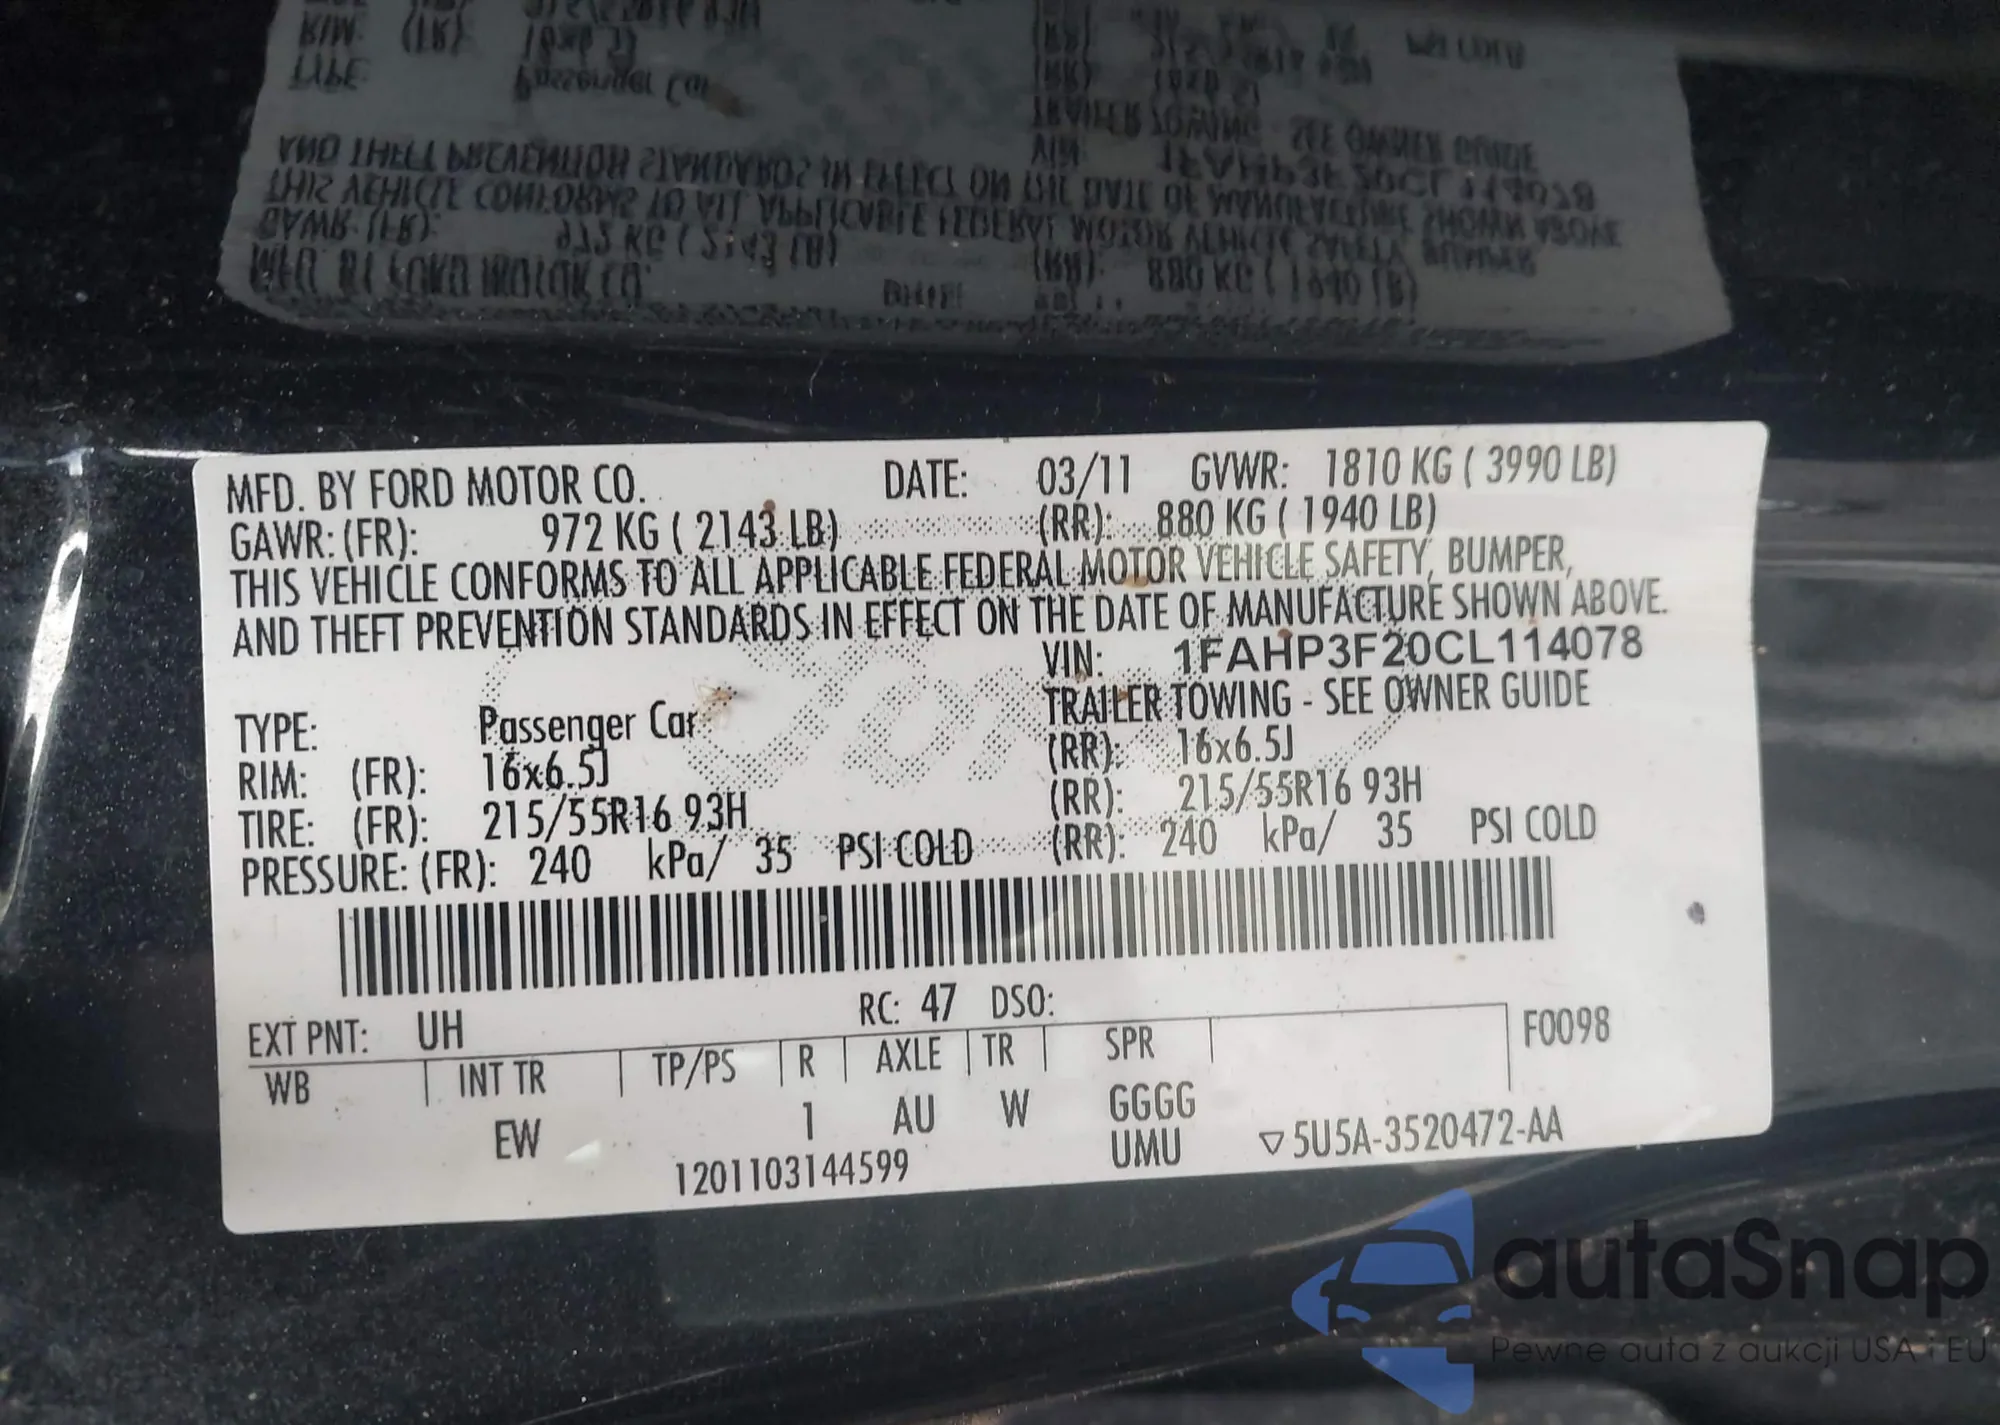 MFD. BY FORD MOTOR CO. DATE: 03/11 GVWR: 1810 KG ( 3990 LB)
GAWR: (FR): 972 KG ( 2143 LB) (RR): 880 KG ( 1940 LB)
THIS VEHICLE CONFORMS TO ALL APPLICABLE FEDERAL MOTOR VEHICLE SAFETY, BUMPER,
AND THEFT PREVENTION STANDARDS IN EFFECT ON THE DATE OF MANUFACTURE SHOWN ABOVE.
VIN: 1FAHP3F20CL114078
TYPE: Passenger Car TRAILER TOWING - SEE OWNER GUIDE
RIM: (FR): 16x6.5J (RR): 16x6.5J
TIRE: (FR): 215/55R16 93H (RR): 215/55R16 93H
PRESSURE: (FR): 240 kPa/ 35 PSI COLD (RR): 240 kPa/ 35 PSI COLD
EXT PNT: UH RC: 47 DSO: F0098
WB INT TR TP/PS R AXLE TR SPR
EW 1 AU W GGGG
UMU ▽5U5A-3520472-AA
1201103144599
autaSnap
Pewne auta z aukcji USA i EU